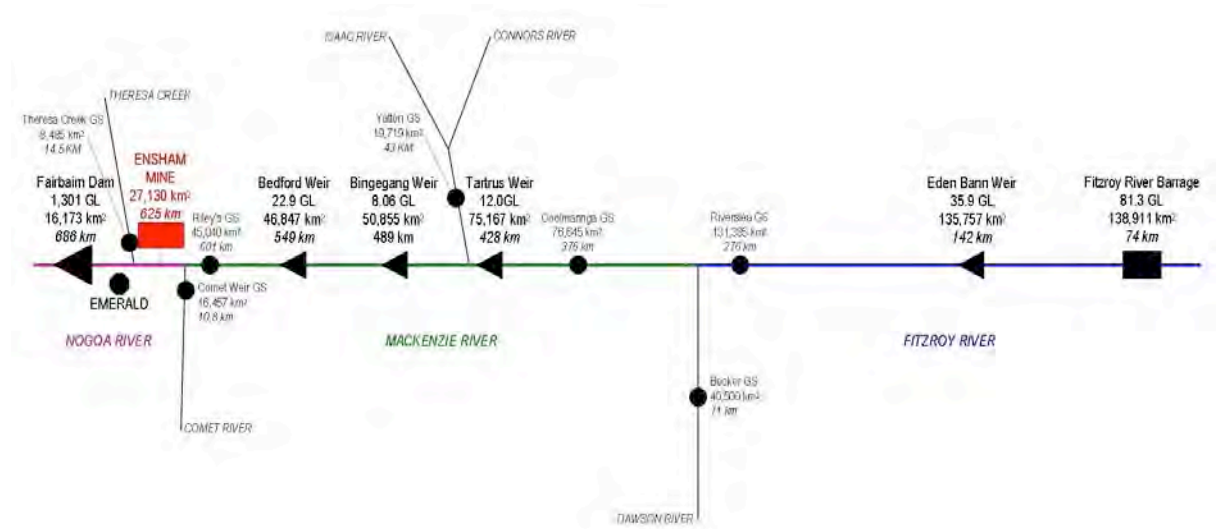 ISAAC RIVER
CONNORS RIVER
THERESA CREEK
Theresa Creek GS
8,485 km²
14.5 KM
ENSHAM
MINE
27,130 km²
625 km
Yatton GS
19,719 km²
43 KM
Fairbairn Dam
1,301 GL
16,173 km²
686 km
Riley's GS
45,040 km²
601 km
Bedford Weir
22.9 GL
46,847 km²
549 km
Bingegang Weir
8.06 GL
50,855 km²
489 km
Tartrus Weir
12.0GL
75,167 km²
428 km
Coolmaringa GS
76,645 km²
376 km
Riverslea GS
131,385 km²
276 km
Eden Bann Weir
35.9 GL
135,757 km²
142 km
Fitzroy River Barrage
81.3 GL
138,911 km²
74 km
EMERALD
Comet Weir GS
16,457 km²
10.8 km
NOGOA RIVER
MACKENZIE RIVER
FITZROY RIVER
Becker GS
40,500 km²
71 km
COMET RIVER
DAWSON RIVER